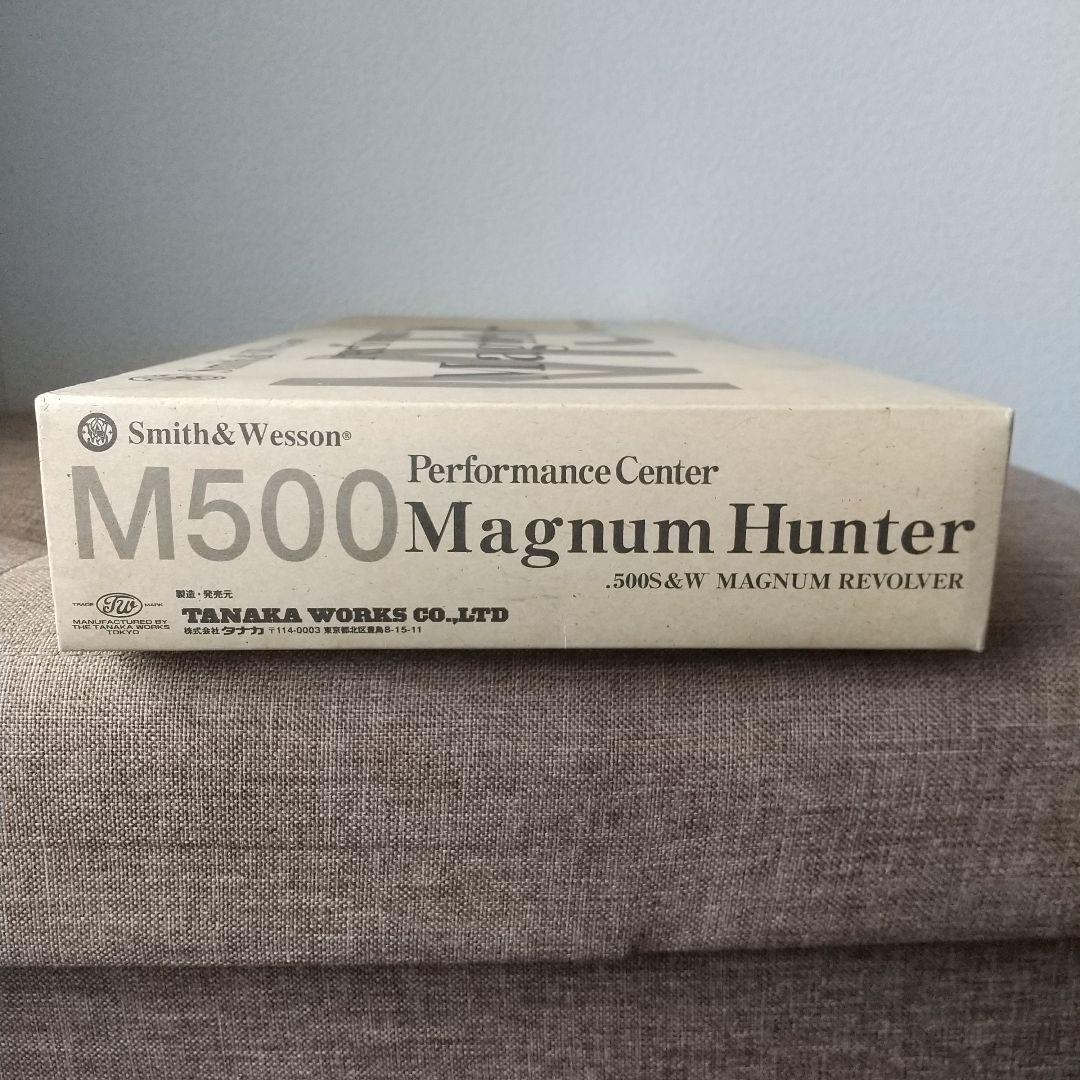 Smith&Wesson®
M500
Performance Center
Magnum Hunter
.500S&W MAGNUM REVOLVER
製造・発売元
TRADE TW MARK
MANUFACTURED BY
THE TANAKA WORKS
TOKYO
TANAKA WORKS CO.,LTD
株式会社 タナカ 〒114-0003 東京都北区豊島8-15-11